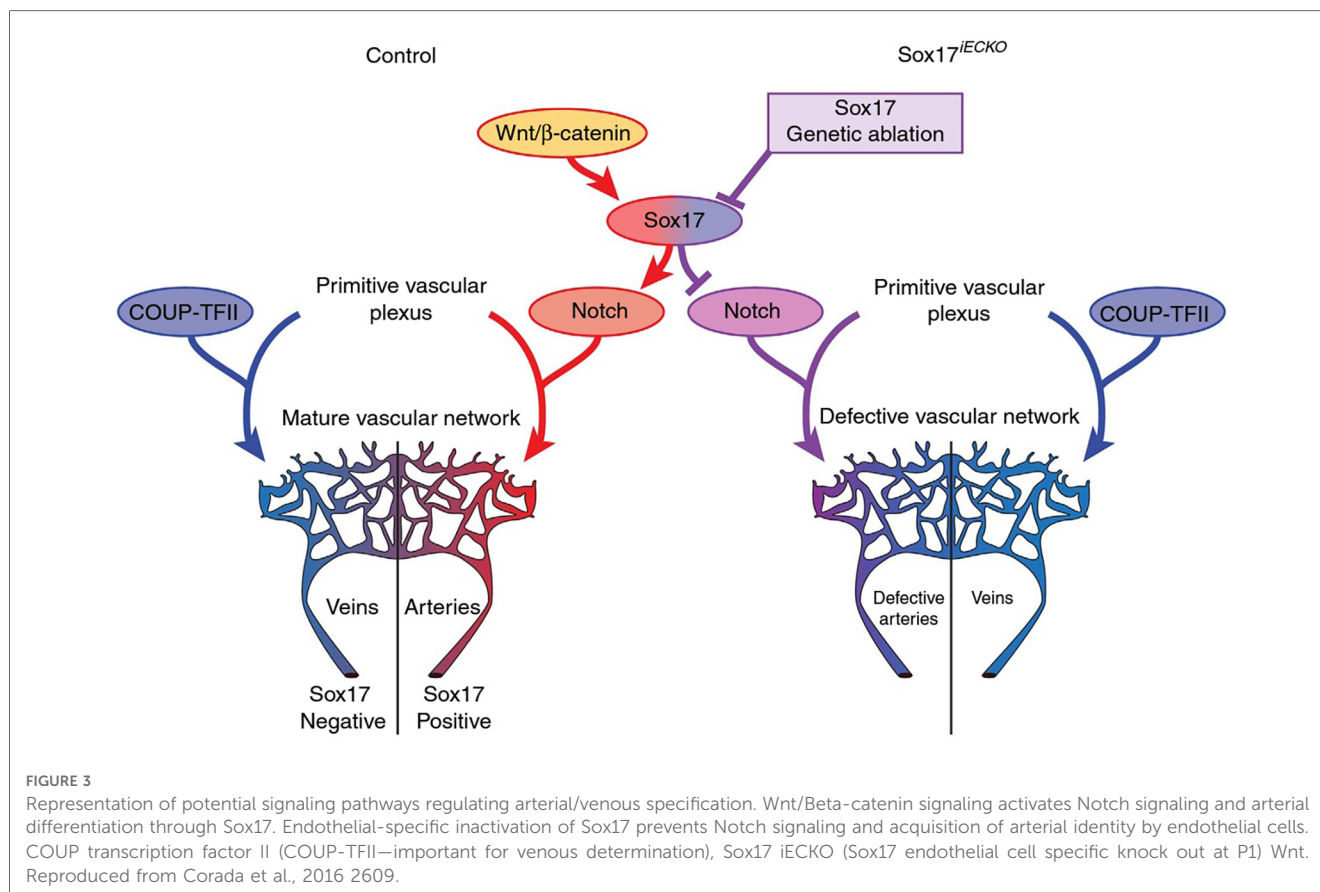 Control
Sox17iECKO
Wnt/β-catenin
Sox17
Genetic ablation
Sox17
COUP-TFII
Primitive vascular
plexus
Notch
Notch
Primitive vascular
plexus
COUP-TFII
Mature vascular network
Defective vascular network
Veins
Arteries
Defective
arteries
Veins
Sox17
Negative
Sox17
Positive
FIGURE 3
Representation of potential signaling pathways regulating arterial/venous specification. Wnt/Beta-catenin signaling activates Notch signaling and arterial
differentiation through Sox17. Endothelial-specific inactivation of Sox17 prevents Notch signaling and acquisition of arterial identity by endothelial cells.
COUP transcription factor II (COUP-TFII—important for venous determination), Sox17 iECKO (Sox17 endothelial cell specific knock out at P1) Wnt.
Reproduced from Corada et al., 2016 2609.